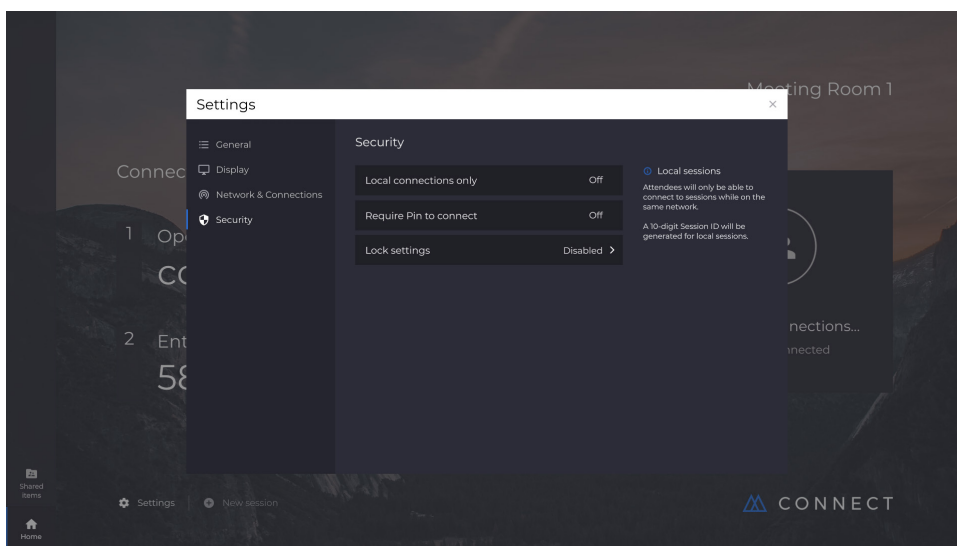 Meeting Room 1
Settings
General
Display
Network & Connections
Security
Security
Local connections only Off
Require Pin to connect Off
Lock settings Disabled
Local sessions
Attendees will only be able to
connect to sessions while on the
same network.
A 10-digit Session ID will be
generated for local sessions.
Connec
1 Op
co
2 Ent
58
nections...
nnected
Shared
items
Home
Settings
New session
CONNECT